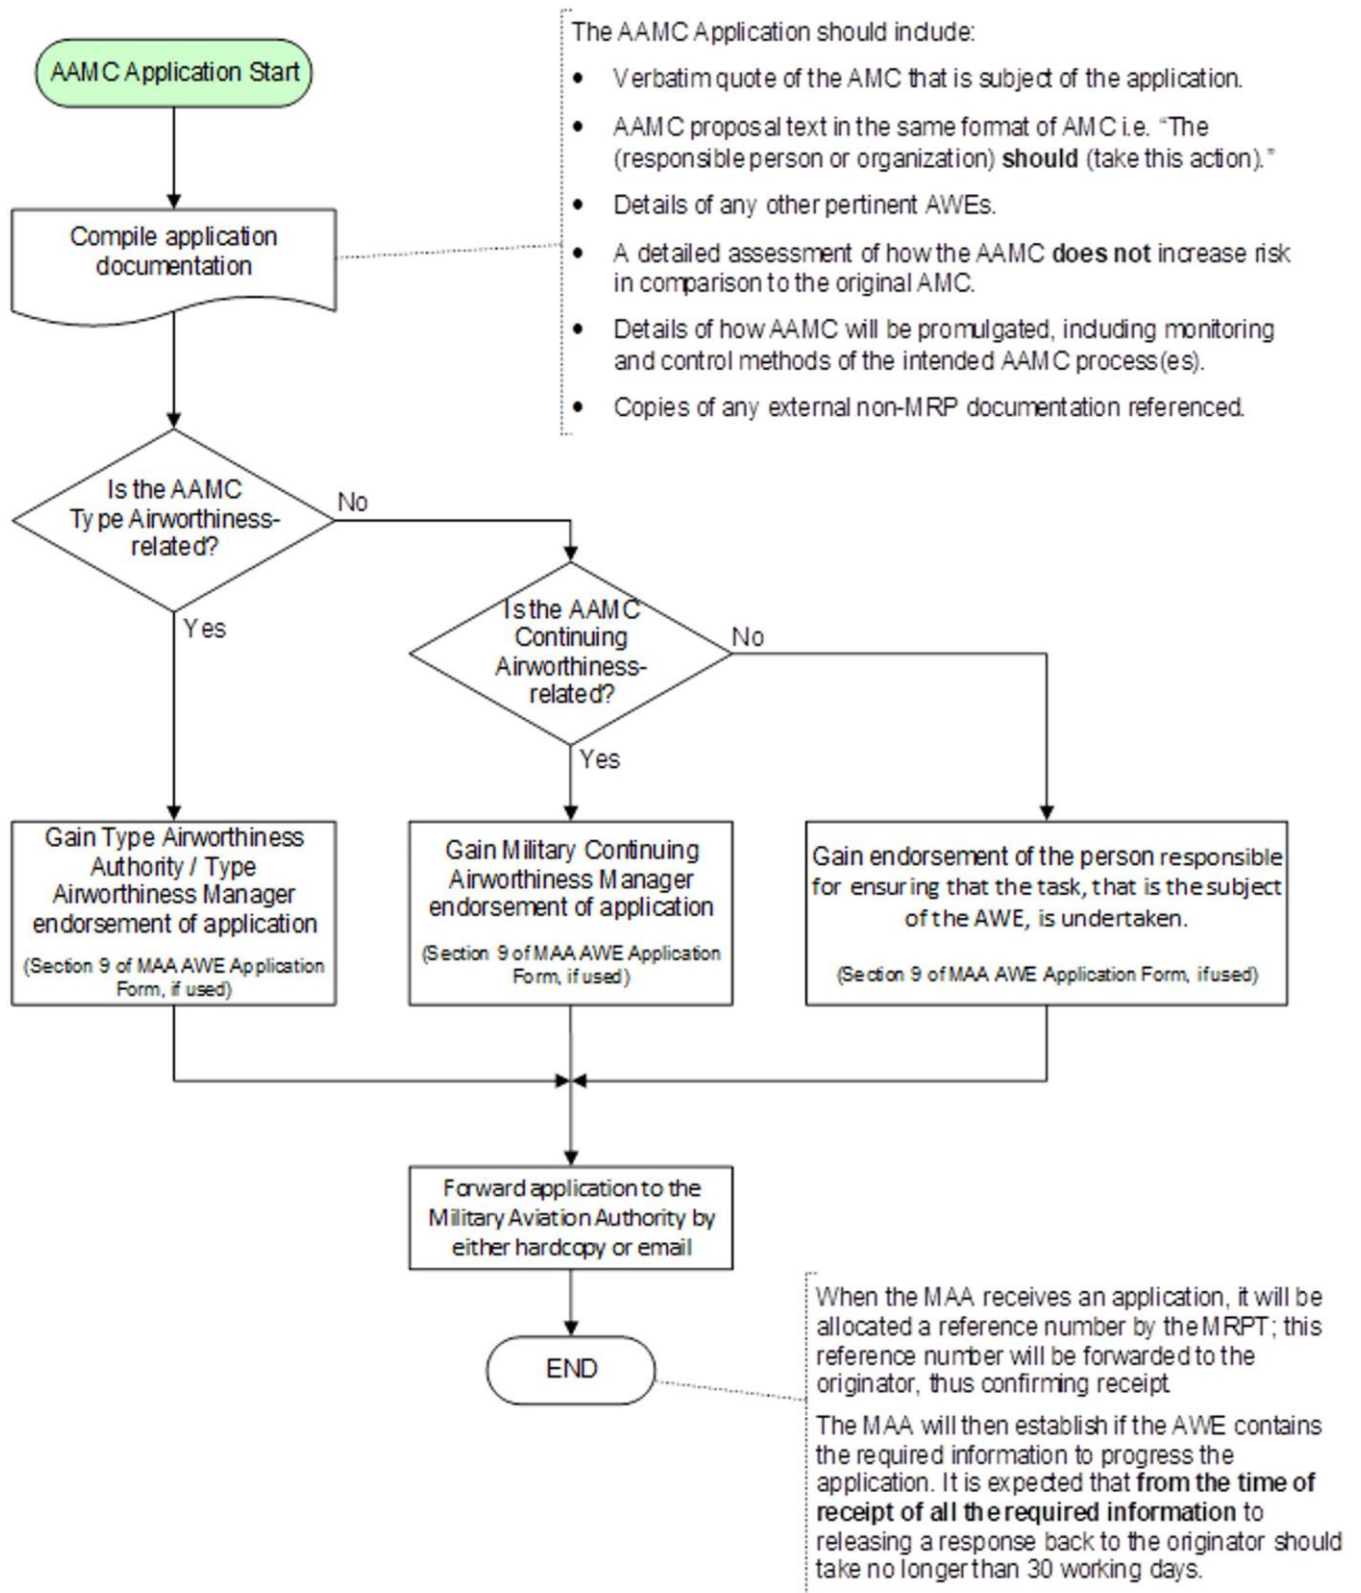 AAMC Application Start
The AAMC Application should include:
• Verbatim quote of the AMC that is subject of the application.
• AAMC proposal text in the same format of AMC i.e. “The
(responsible person or organization) should (take this action).”
• Details of any other pertinent AWEs.
• A detailed assessment of how the AAMC does not increase risk
in comparison to the original AMC.
• Details of how AAMC will be promulgated, including monitoring
and control methods of the intended AAMC process(es).
• Copies of any external non-MRP documentation referenced.
Compile application
documentation
Is the AAMC
Type Airworthiness-
related?
No
Yes
Is the AAMC
Continuing
Airworthiness-
related?
No
Yes
Gain Type Airworthiness
Authority / Type
Airworthiness Manager
endorsement of application
(Section 9 of MAA AWE Application
Form, if used)
Gain Military Continuing
Airworthiness Manager
endorsement of application
(Section 9 of MAA AWE Application
Form, if used)
Gain endorsement of the person responsible
for ensuring that the task, that is the subject
of the AWE, is undertaken.
(Section 9 of MAA AWE Application Form, if used)
Forward application to the
Military Aviation Authority by
either hardcopy or email
END
When the MAA receives an application, it will be
allocated a reference number by the MRPT; this
reference number will be forwarded to the
originator, thus confirming receipt.
The MAA will then establish if the AWE contains
the required information to progress the
application. It is expected that from the time of
receipt of all the required information to
releasing a response back to the originator should
take no longer than 30 working days.